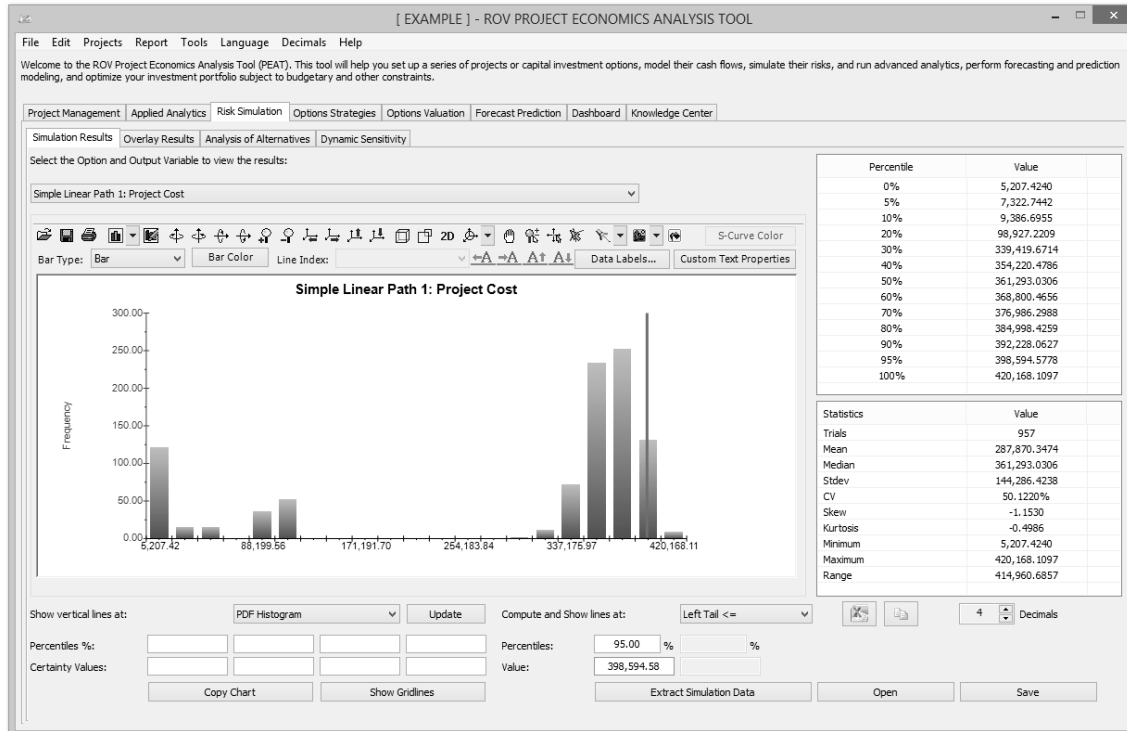 [ EXAMPLE ] - ROV PROJECT ECONOMICS ANALYSIS TOOL
File Edit Projects Report Tools Language Decimals Help
Welcome to the ROV Project Economics Analysis Tool (PEAT). This tool will help you set up a series of projects or capital investment options, model their cash flows, simulate their risks, and run advanced analytics, perform forecasting and prediction
modeling, and optimize your investment portfolio subject to budgetary and other constraints.
Project Management Applied Analytics Risk Simulation Options Strategies Options Valuation Forecast Prediction Dashboard Knowledge Center
Simulation Results Overlay Results Analysis of Alternatives Dynamic Sensitivity
Select the Option and Output Variable to view the results:
Simple Linear Path 1: Project Cost
2D S-Curve Color
Bar Type: Bar Bar Color Line Index: A A A A Data Labels... Custom Text Properties
Simple Linear Path 1: Project Cost
300.00
250.00
200.00
150.00
100.00
50.00
0.00
Frequency
5,207.42 88,199.56 171,191.70 254,183.84 337,175.97 420,168.11
Percentile Value
0% 5,207.4240
5% 7,322.7442
10% 9,386.6955
20% 98,927.2209
30% 339,419.6714
40% 354,220.4786
50% 361,293.0306
60% 368,800.4656
70% 376,986.2988
80% 384,998.4259
90% 392,228.0627
95% 398,594.5778
100% 420,168.1097
Statistics Value
Trials 957
Mean 287,870.3474
Median 361,293.0306
Stdev 144,286.4238
CV 50.1220%
Skew -1.1530
Kurtosis -0.4986
Minimum 5,207.4240
Maximum 420,168.1097
Range 414,960.6857
Show vertical lines at: PDF Histogram Update Compute and Show lines at: Left Tail <= 4 Decimals
Percentiles %: Percentiles: 95.00 % %
Certainty Values: Value: 398,594.58
Copy Chart Show Gridlines Extract Simulation Data Open Save